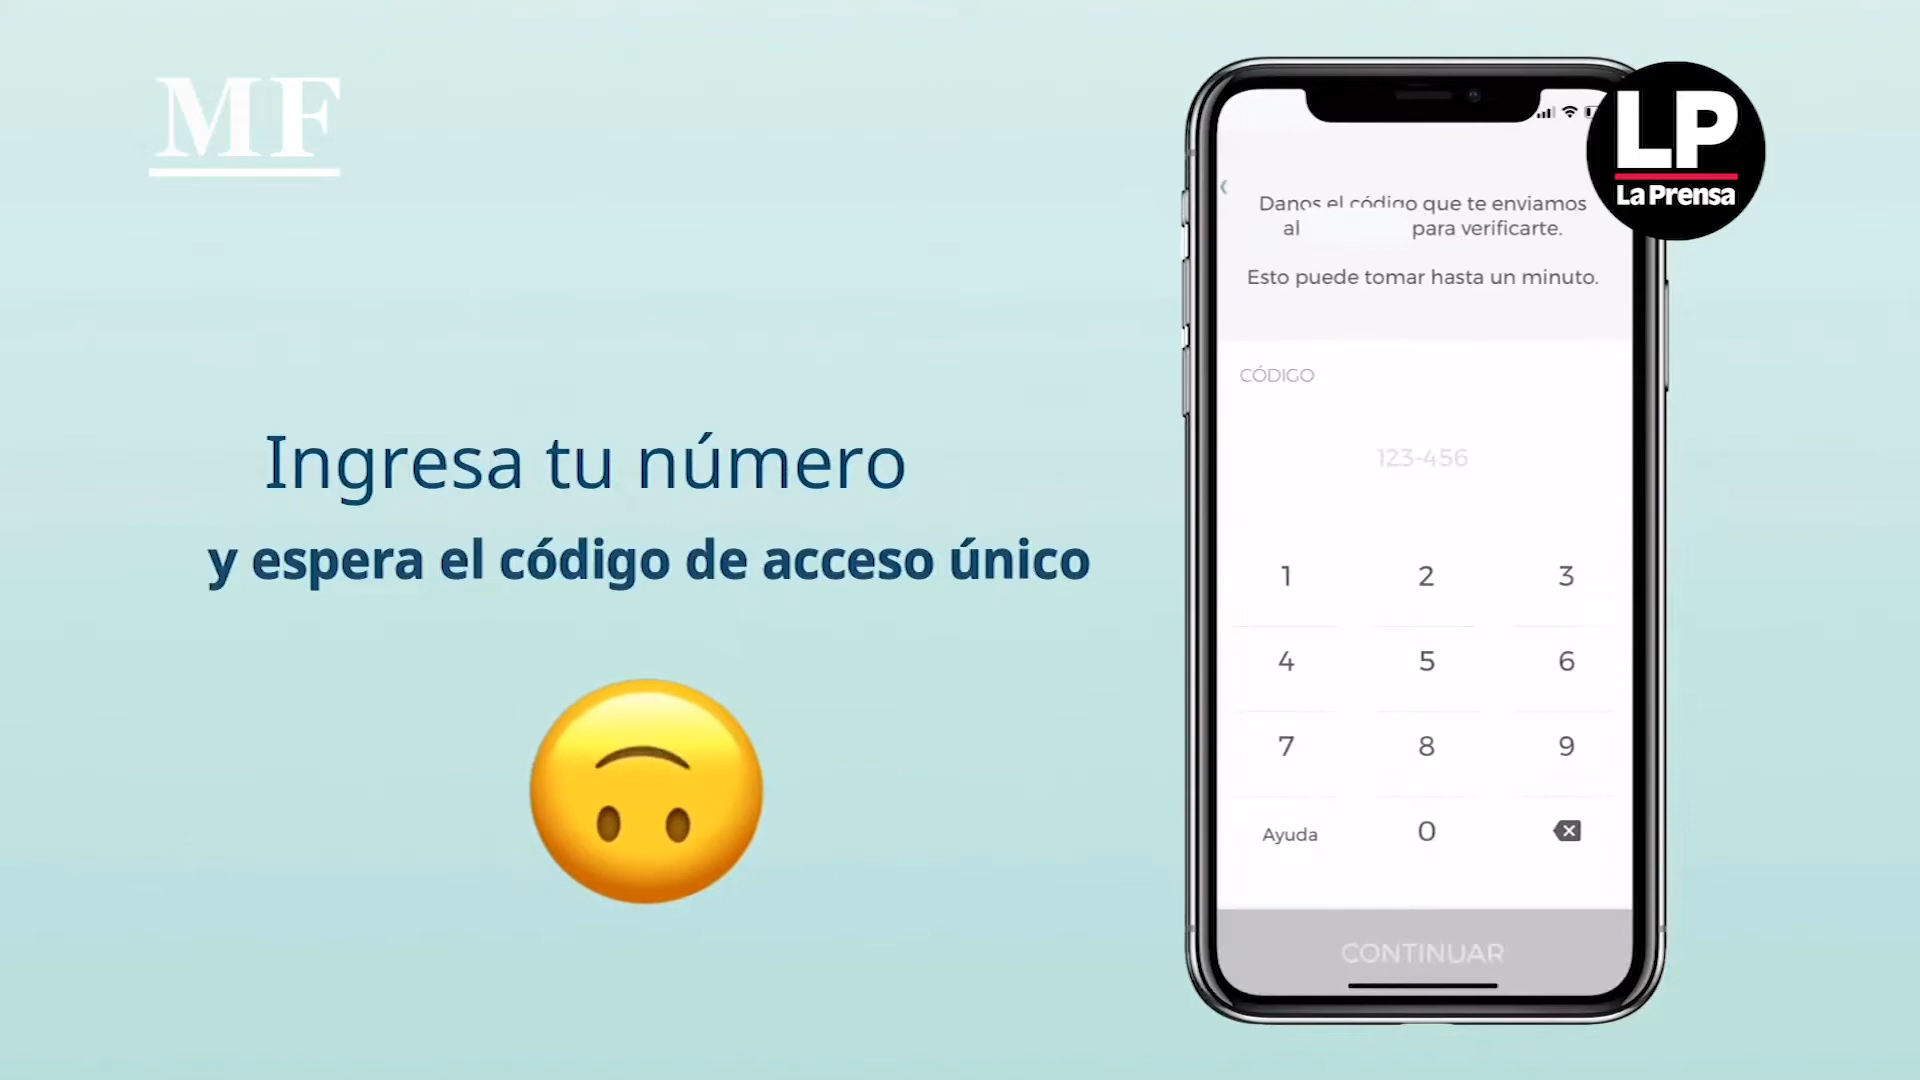 MF
LP
La Prensa
Danos el código que te enviamos
al para verificarte.
Esto puede tomar hasta un minuto.
CÓDIGO
123-456
Ingresa tu número
y espera el código de acceso único
1 2 3
4 5 6
7 8 9
Ayuda 0
CONTINUAR